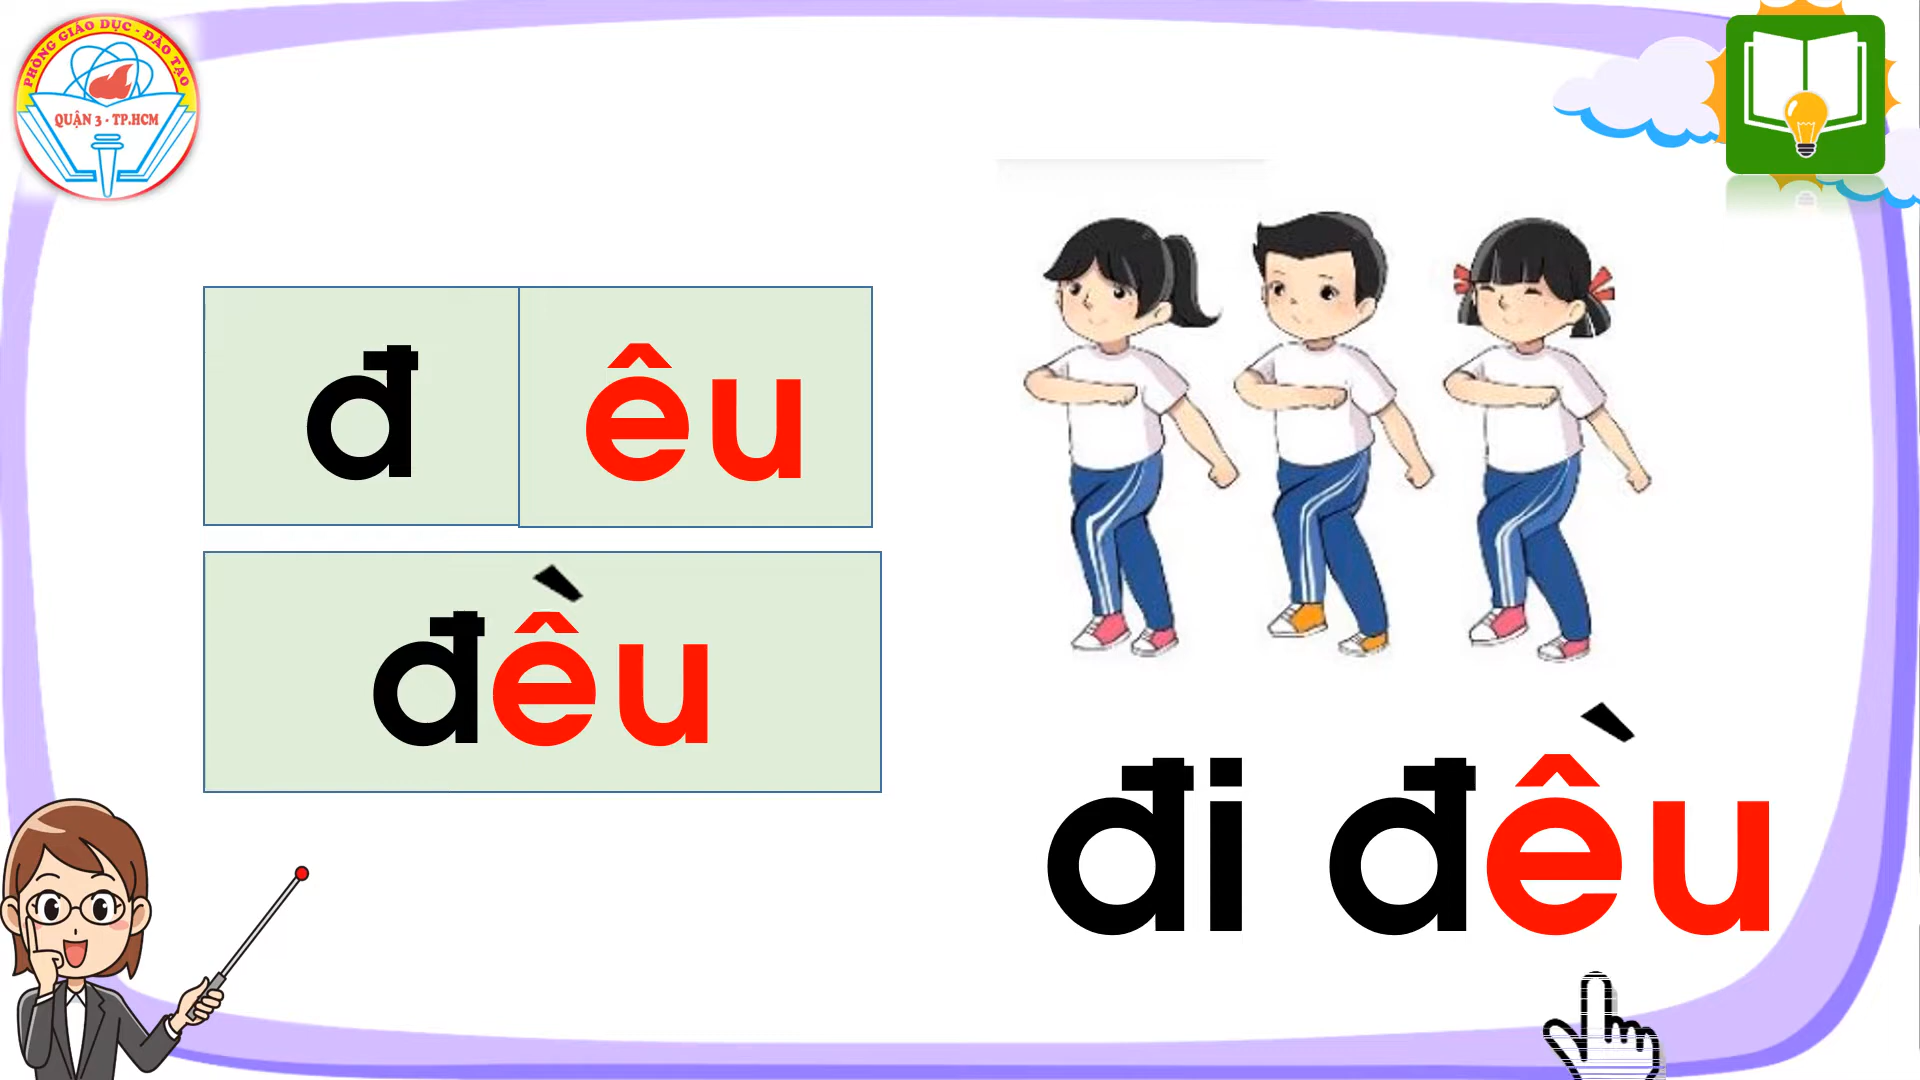 PHÒNG GIÁO DỤC - ĐÀO TẠO
QUẬN 3 - TP.HCM
đ êu
đều
đi đều